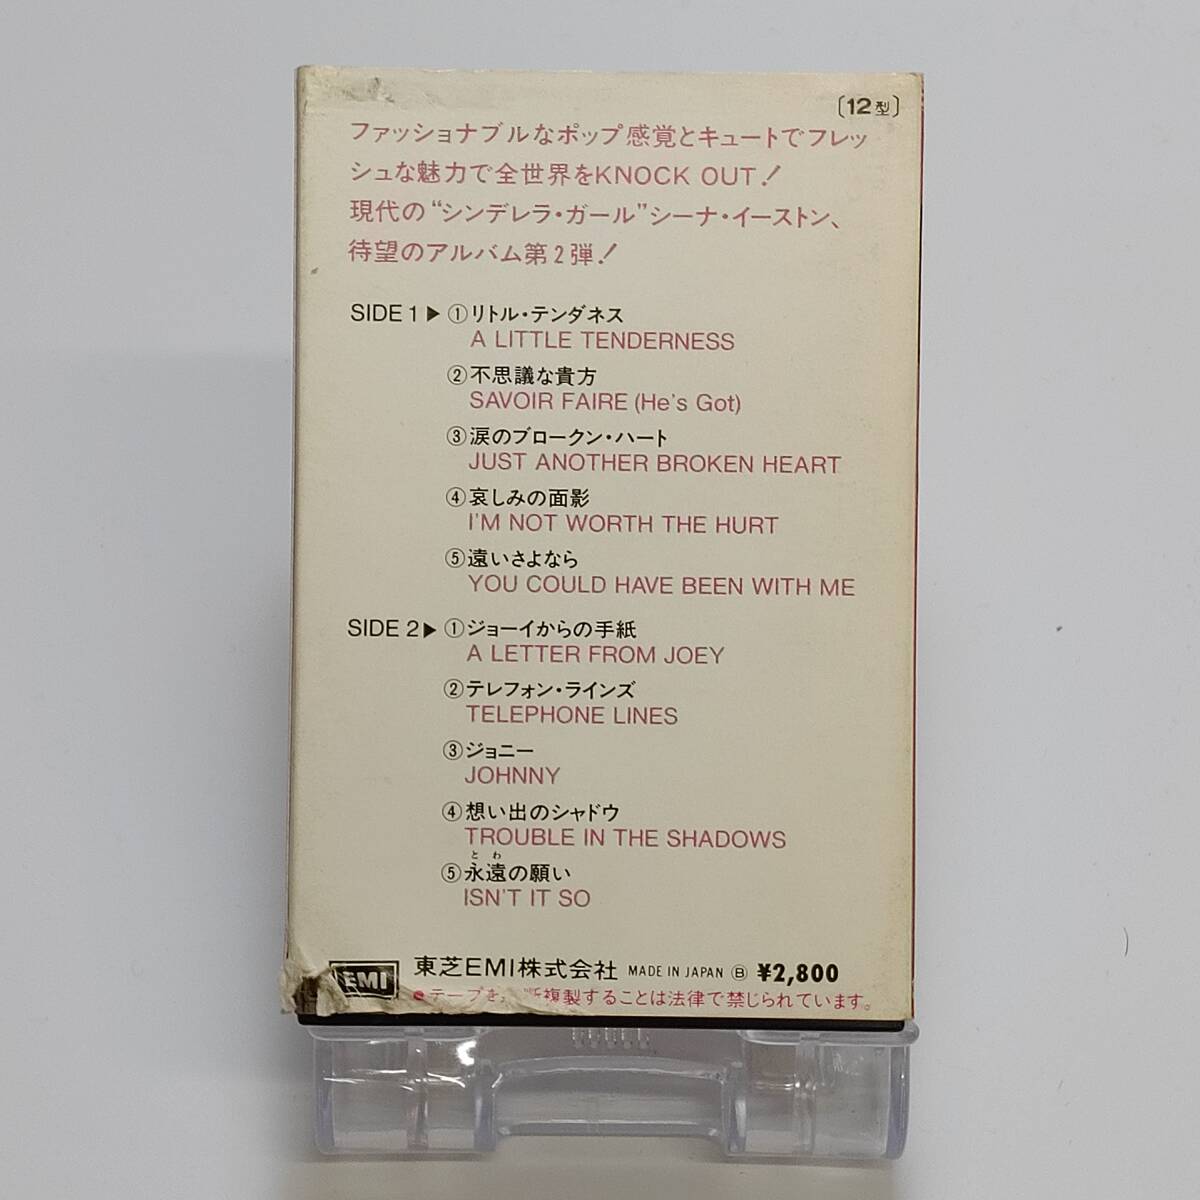 〔12型〕
ファッショナブルなポップ感覚とキュートでフレッ
シュな魅力で全世界をKNOCK OUT!
現代の“シンデレラ・ガール”シーナ・イーストン、
待望のアルバム第2弾!
SIDE 1▶ ①リトル・テンダネス
A LITTLE TENDERNESS
②不思議な貴方
SAVOIR FAIRE (He's Got)
③涙のブロークン・ハート
JUST ANOTHER BROKEN HEART
④哀しみの面影
I'M NOT WORTH THE HURT
⑤遠いさよなら
YOU COULD HAVE BEEN WITH ME
SIDE 2▶ ①ジョーイからの手紙
A LETTER FROM JOEY
②テレフォン・ラインズ
TELEPHONE LINES
③ジョニー
JOHNNY
④想い出のシャドウ
TROUBLE IN THE SHADOWS
とわ
⑤永遠の願い
ISN'T IT SO
EMI 東芝EMI株式会社 MADE IN JAPAN Ⓑ ¥2,800
●テープを 断複製することは法律で禁じられています。